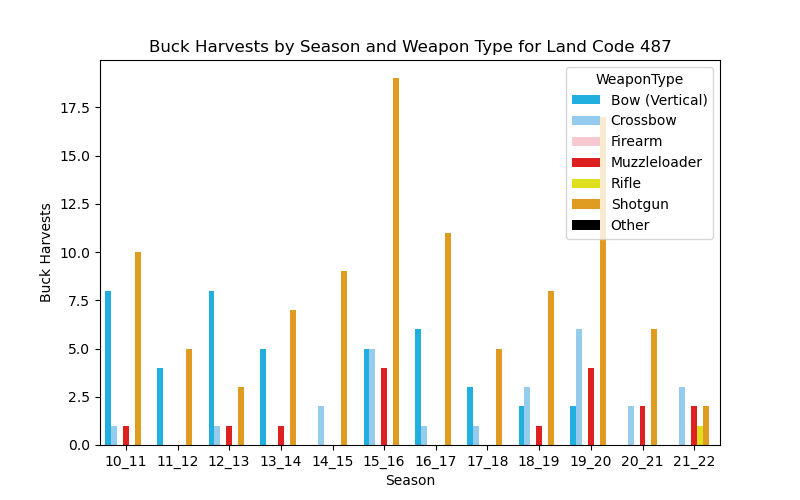 Buck Harvests by Season and Weapon Type for Land Code 487
WeaponType
Bow (Vertical)
Crossbow
Firearm
Muzzleloader
Rifle
Shotgun
Other
17.5
15.0
12.5
10.0
7.5
5.0
2.5
0.0
Buck Harvests
10_11 11_12 12_13 13_14 14_15 15_16 16_17 17_18 18_19 19_20 20_21 21_22
Season